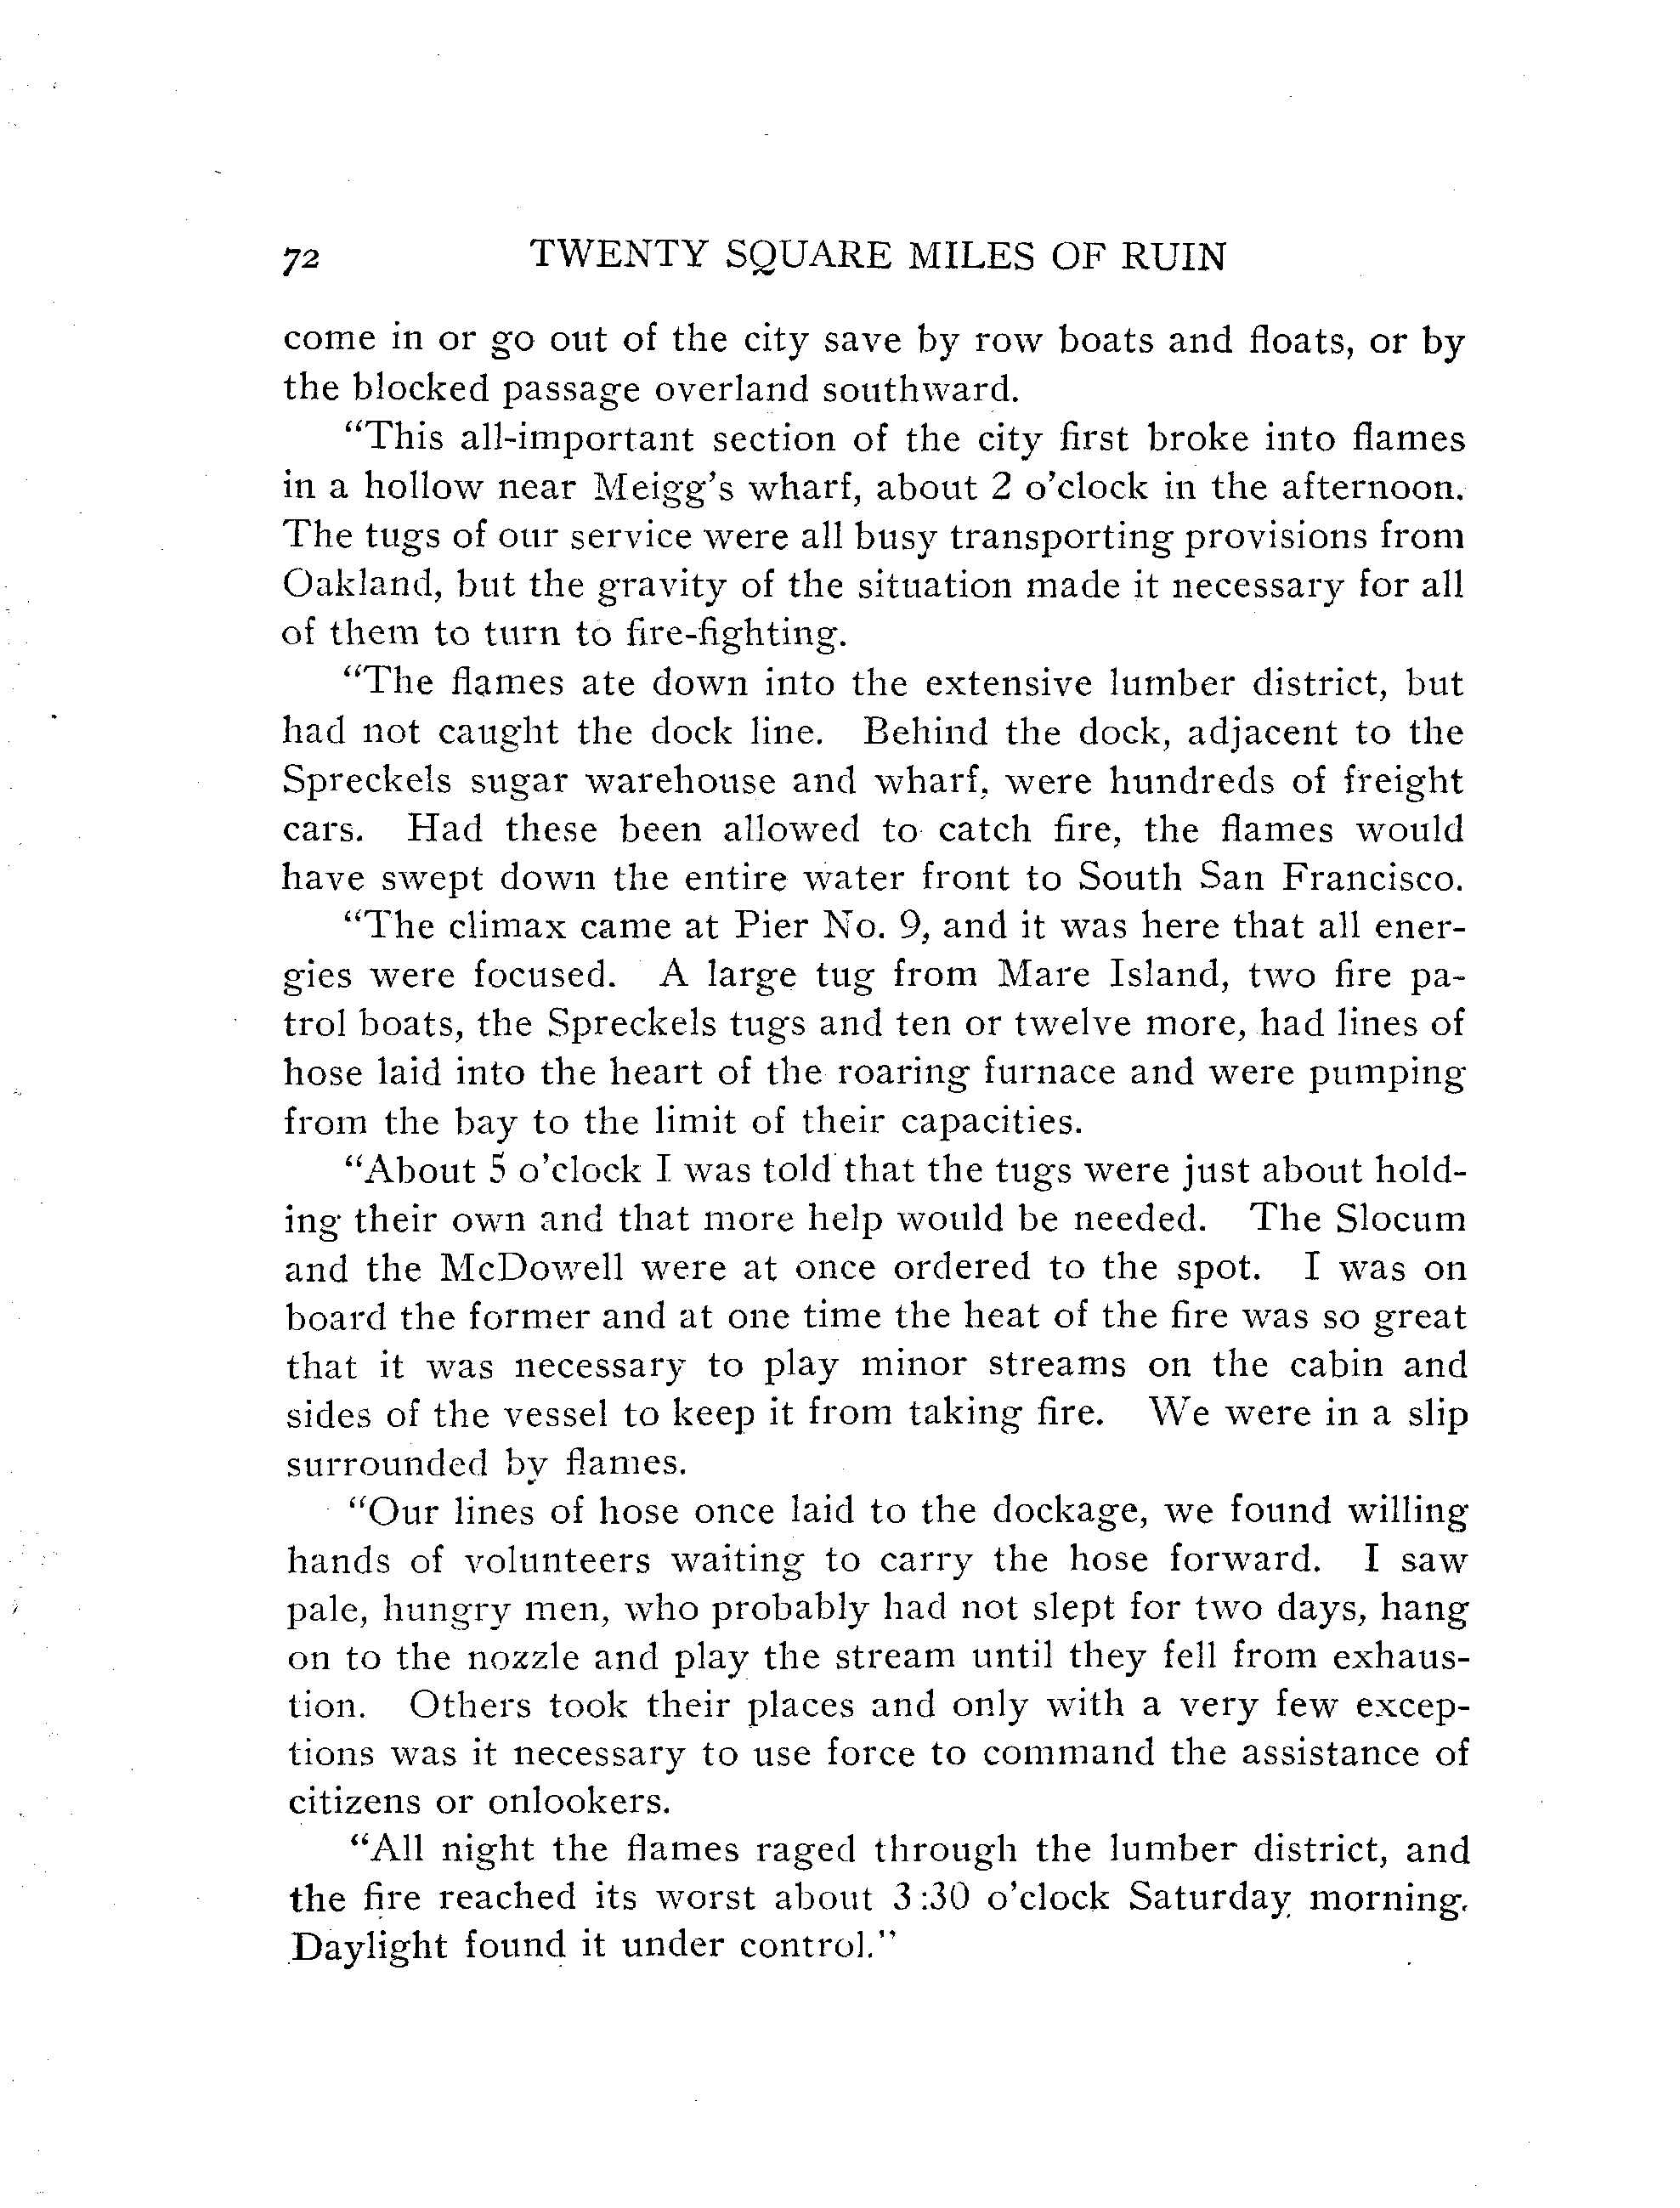 72 TWENTY SQUARE MILES OF RUIN
come in or go out of the city save by row boats and floats, or by
the blocked passage overland southward.
"This all-important section of the city first broke into flames
in a hollow near Meigg's wharf, about 2 o'clock in the afternoon.
The tugs of our service were all busy transporting provisions from
Oakland, but the gravity of the situation made it necessary for all
of them to turn to fire-fighting.
"The flames ate down into the extensive lumber district, but
had not caught the dock line. Behind the dock, adjacent to the
Spreckels sugar warehouse and wharf, were hundreds of freight
cars. Had these been allowed to catch fire, the flames would
have swept down the entire water front to South San Francisco.
"The climax came at Pier No. 9, and it was here that all ener-
gies were focused. A large tug from Mare Island, two fire pa-
trol boats, the Spreckels tugs and ten or twelve more, had lines of
hose laid into the heart of the roaring furnace and were pumping
from the bay to the limit of their capacities.
"About 5 o'clock I was told that the tugs were just about hold-
ing their own and that more help would be needed. The Slocum
and the McDowell were at once ordered to the spot. I was on
board the former and at one time the heat of the fire was so great
that it was necessary to play minor streams on the cabin and
sides of the vessel to keep it from taking fire. We were in a slip
surrounded by flames.
"Our lines of hose once laid to the dockage, we found willing
hands of volunteers waiting to carry the hose forward. I saw
pale, hungry men, who probably had not slept for two days, hang
on to the nozzle and play the stream until they fell from exhaus-
tion. Others took their places and only with a very few excep-
tions was it necessary to use force to command the assistance of
citizens or onlookers.
"All night the flames raged through the lumber district, and
the fire reached its worst about 3:30 o'clock Saturday morning.
Daylight found it under control."